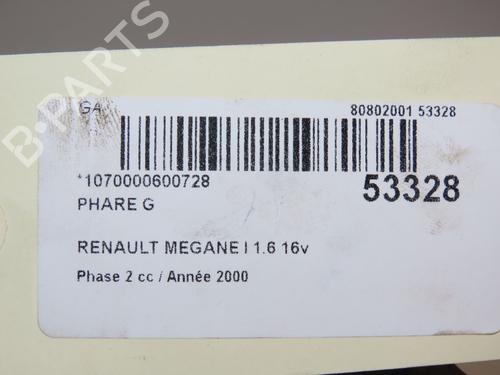 GA
80802001 53328
*1070000600728
53328
PHARE G
RENAULT MEGANE I 1.6 16v
Phase 2 cc / Année 2000
B-PARTS